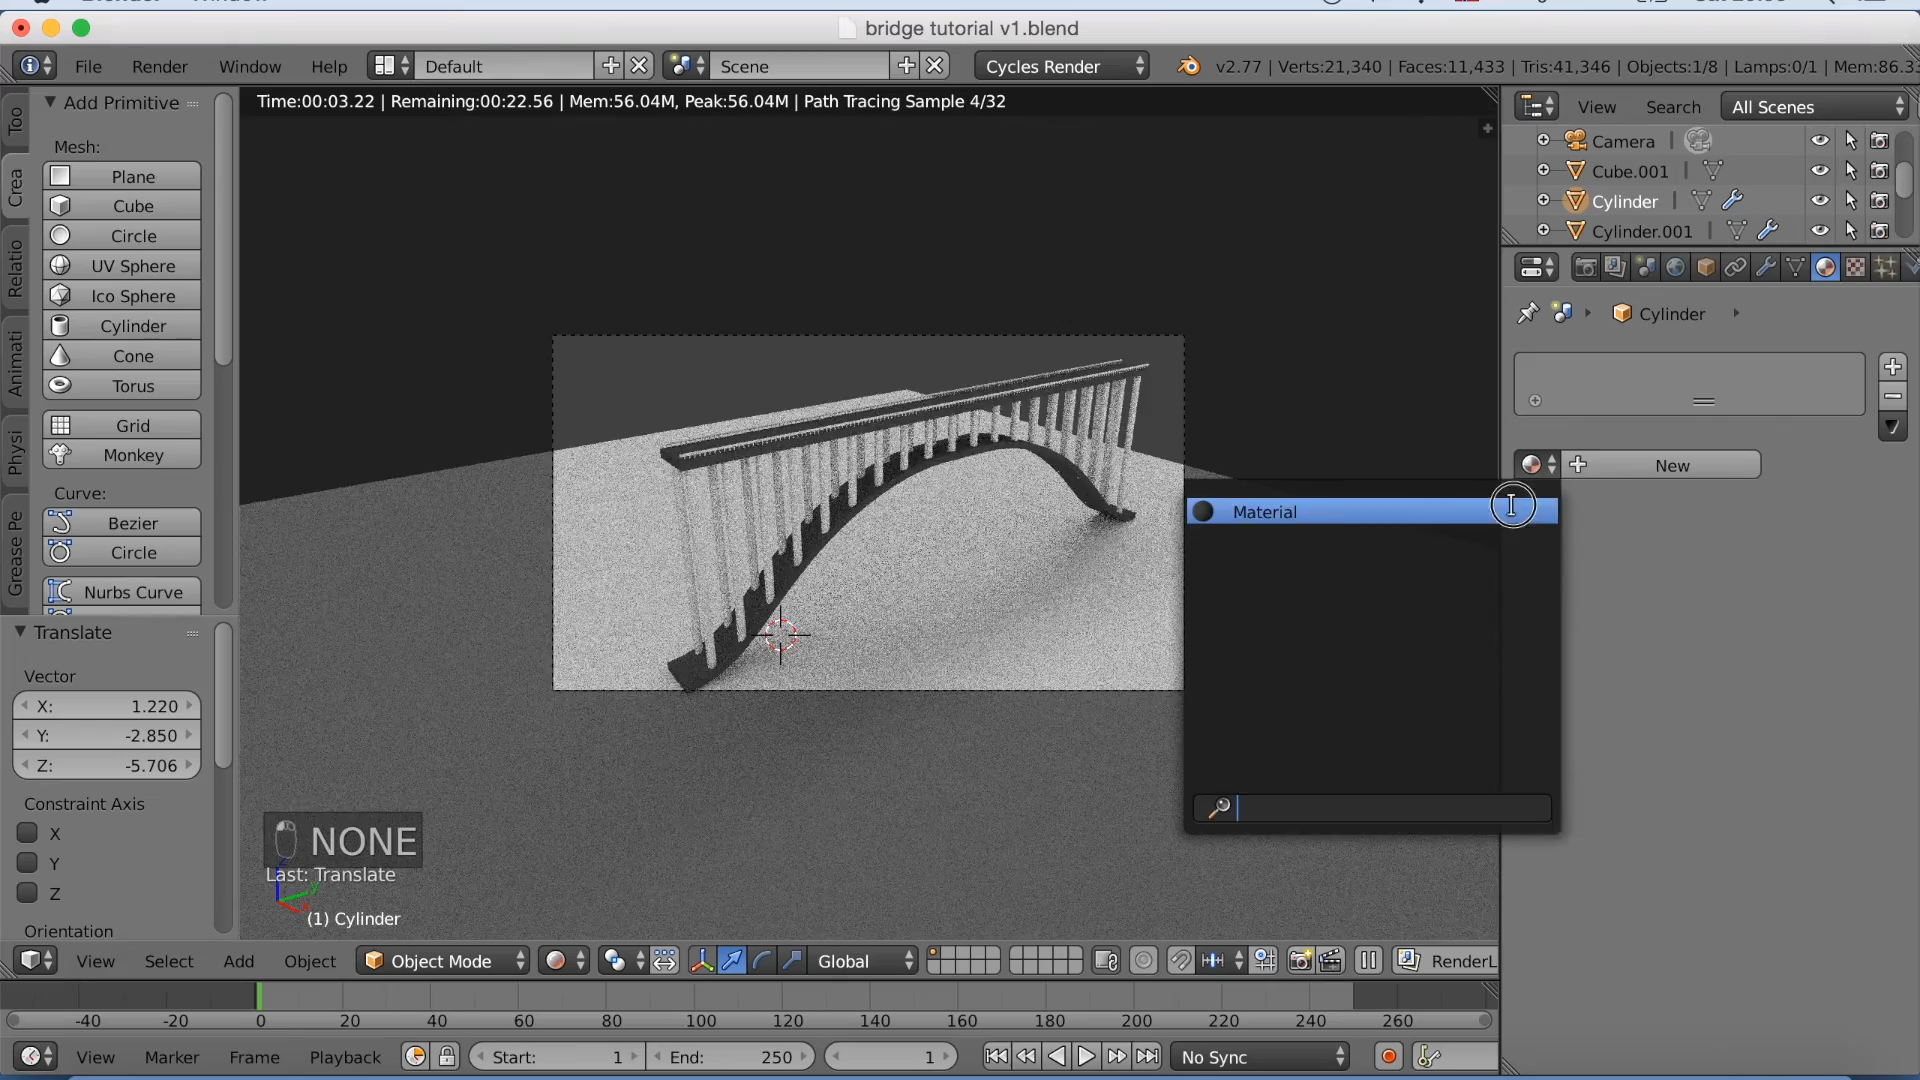 bridge tutorial v1.blend
File Render Window Help Default Scene Cycles Render v2.77 | Verts:21,340 | Faces:11,433 | Tris:41,346 | Objects:1/8 | Lamps:0/1 | Mem:86.3
Add Primitive
Time:00:03.22 | Remaining:00:22.56 | Mem:56.04M, Peak:56.04M | Path Tracing Sample 4/32
View Search All Scenes
Too
Crea
Relatio
Animati
Physi
Grease Pe
Mesh:
Plane
Cube
Circle
UV Sphere
Ico Sphere
Cylinder
Cone
Torus
Grid
Monkey
Curve:
Bezier
Circle
Nurbs Curve
Camera
Cube.001
Cylinder
Cylinder.001
Cylinder
New
Material
Translate
Vector
X: 1.220
Y: -2.850
Z: -5.706
Constraint Axis
X
Y
Z
Orientation
NONE
Last: Translate
(1) Cylinder
View Select Add Object Object Mode Global RenderL
-40 -20 0 20 40 60 80 100 120 140 160 180 200 220 240 260
View Marker Frame Playback Start: 1 End: 250 1 No Sync